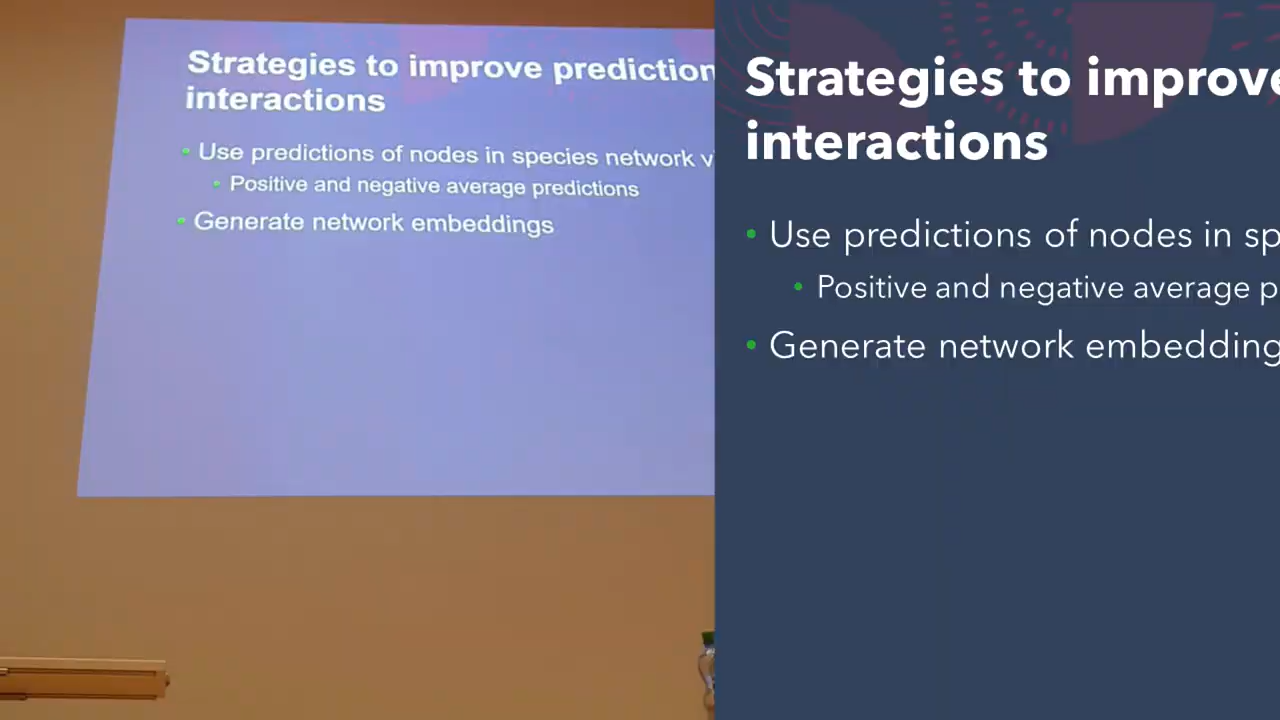 Strategies to improve prediction
interactions
Use predictions of nodes in species network v
Positive and negative average predictions
Generate network embeddings
Strategies to improve
interactions
Use predictions of nodes in sp
Positive and negative average p
Generate network embedding